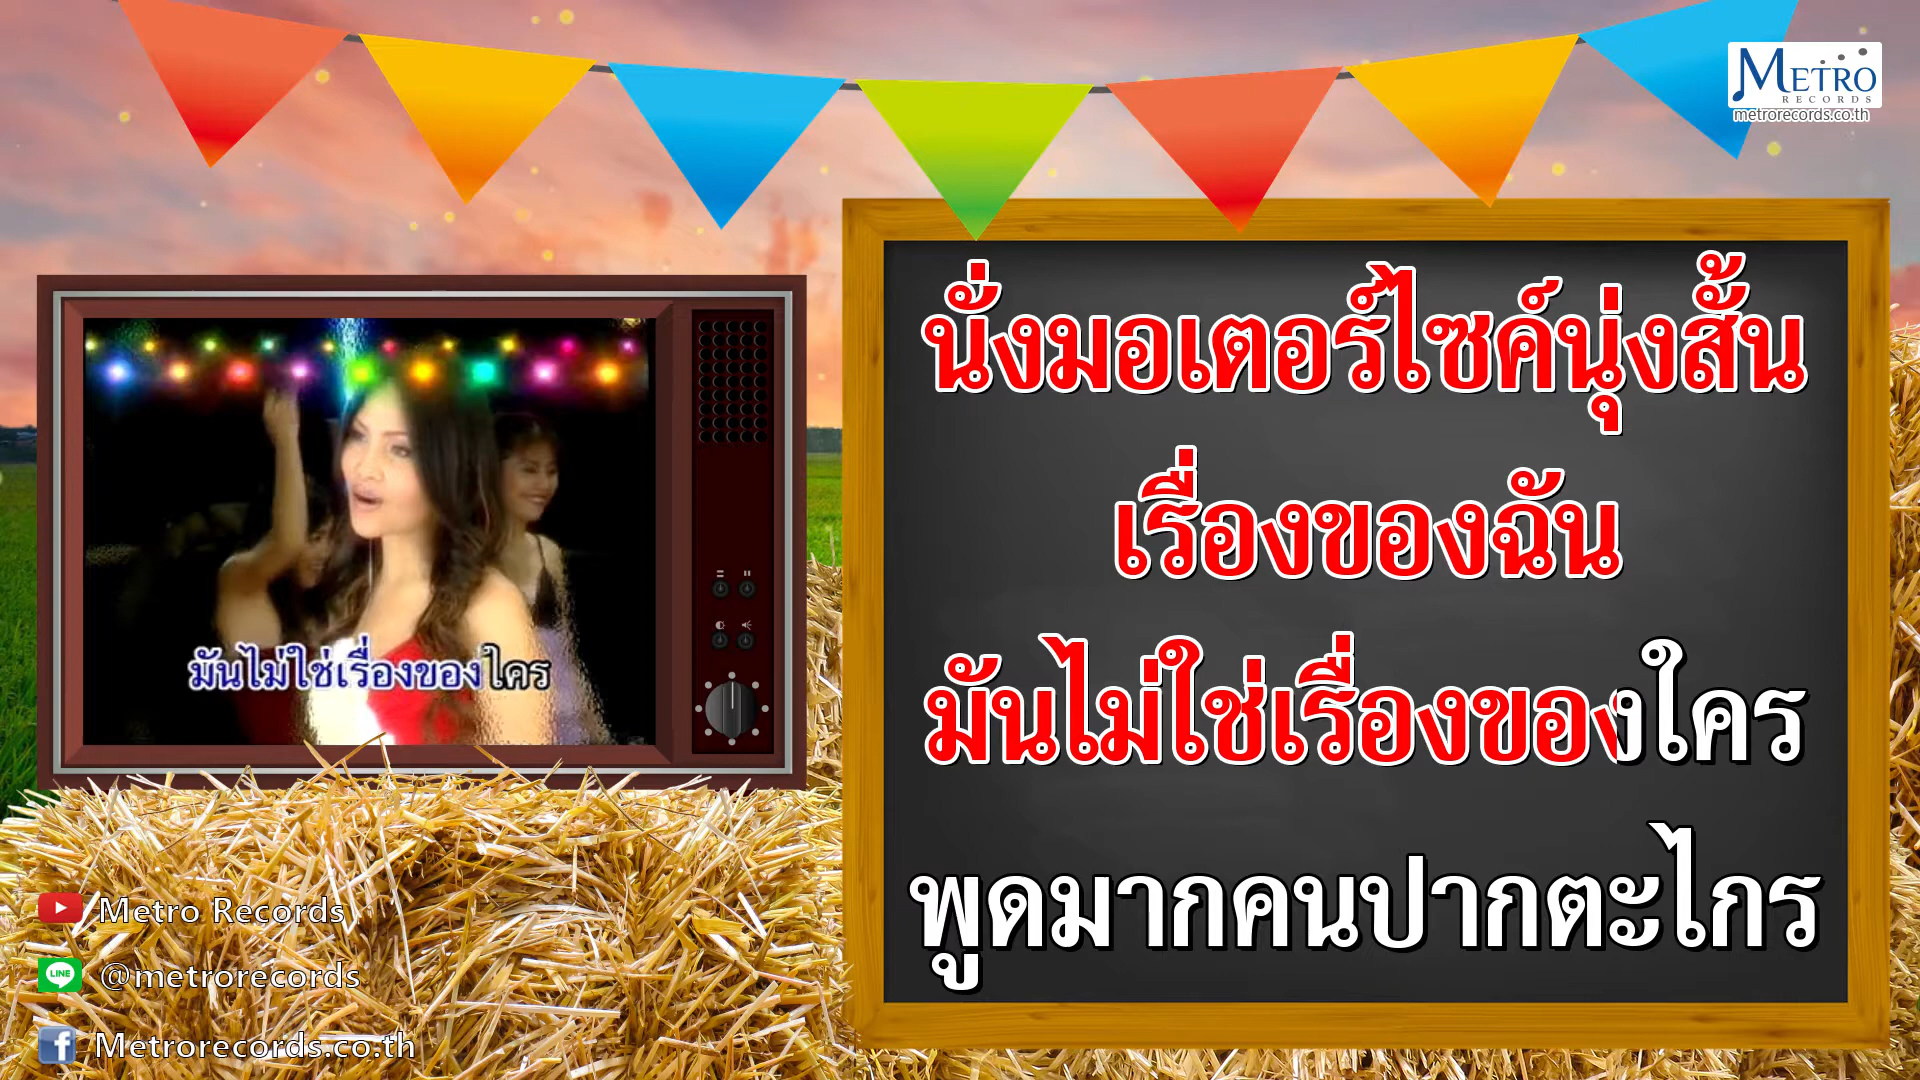 METRO
RECORDS
metrorecords.co.th
นั่งมอเตอร์ไซค์นุ่งสั้น
เรื่องของฉัน
มันไม่ใช่เรื่องของใคร
พูดมากคนปากตะไกร
มันไม่ใช่เรื่องของใคร
Metro Records
LINE @metrorecords
Metrorecords.co.th